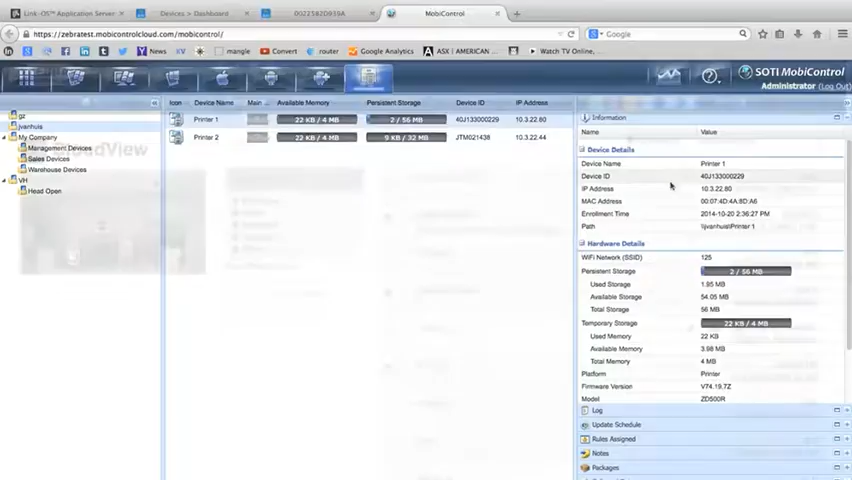 Link-OS™ Application Server
Devices > Dashboard
0022582D938A
MobiControl
https://zebratest.mobicontrolcloud.com/mobicontrol/
Google
News
mangle
Convert
router
Google Analytics
ASK | AMERICAN ...
Watch TV Online, ...
SOTI MobiControl
Administrator (Log Out)
Icon Device Name Main ... Available Memory Persistent Storage Device ID IP Address
Printer 1 22 KB / 4 MB 2 / 56 MB 40J133000229 10.3.22.80
Printer 2 22 KB / 4 MB 9 KB / 32 MB JTM021438 10.3.22.44
gz
jvanhuis
My Company
Management Devices
Sales Devices
Warehouse Devices
VH
Head Open
CloudView
Information
Name Value
Device Details
Device Name Printer 1
Device ID 40J133000229
IP Address 10.3.22.80
MAC Address 00:07:4D:4A:8D:A6
Enrollment Time 2014-10-20 2:36:27 PM
Path \\jvanhuis\Printer 1
Hardware Details
WiFi Network (SSID) 125
Persistent Storage 2 / 56 MB
Used Storage 1.95 MB
Available Storage 54.05 MB
Total Storage 56 MB
Temporary Storage 22 KB / 4 MB
Used Memory 22 KB
Available Memory 3.98 MB
Total Memory 4 MB
Platform Printer
Firmware Version V74.19.7Z
Model ZD500R
Log
Update Schedule
Rules Assigned
Notes
Packages